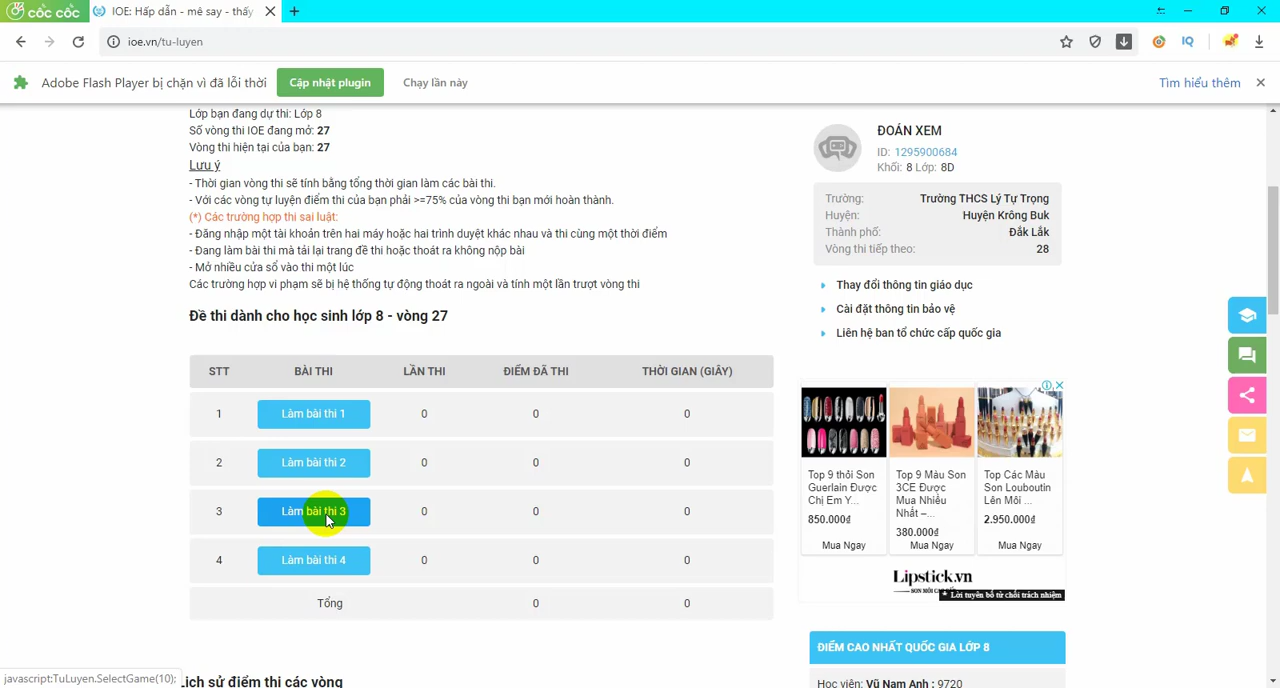 cốc cốc
IOE: Hấp dẫn - mê say - thấy
ioe.vn/tu-luyen
IQ
Adobe Flash Player bị chặn vì đã lỗi thời
Cập nhật plugin
Chạy lần này
Tìm hiểu thêm
Lớp bạn đang dự thi: Lớp 8
Số vòng thi IOE đang mở: 27
Vòng thi hiện tại của bạn: 27
Lưu ý
- Thời gian vòng thi sẽ tính bằng tổng thời gian làm các bài thi.
- Với các vòng tự luyện điểm thi của bạn phải >=75% của vòng thi bạn mới hoàn thành.
(*) Các trường hợp thi sai luật:
- Đăng nhập một tài khoản trên hai máy hoặc hai trình duyệt khác nhau và thi cùng một thời điểm
- Đang làm bài thi mà tải lại trang đề thi hoặc thoát ra không nộp bài
- Mở nhiều cửa sổ vào thi một lúc
Các trường hợp vi phạm sẽ bị hệ thống tự động thoát ra ngoài và tính một lần trượt vòng thi
Đề thi dành cho học sinh lớp 8 - vòng 27
STT BÀI THI LẦN THI ĐIỂM ĐÃ THI THỜI GIAN (GIÂY)
1 Làm bài thi 1 0 0 0
2 Làm bài thi 2 0 0 0
3 Làm bài thi 3 0 0 0
4 Làm bài thi 4 0 0 0
Tổng 0 0
Lịch sử điểm thi các vòng
javascript:TuLuyen.SelectGame(10);
ĐOÁN XEM
ID: 1295900684
Khối: 8 Lớp: 8D
Trường: Trường THCS Lý Tự Trọng
Huyện: Huyện Krông Buk
Thành phố: Đắk Lắk
Vòng thi tiếp theo: 28
Thay đổi thông tin giáo dục
Cài đặt thông tin bảo vệ
Liên hệ ban tổ chức cấp quốc gia
Top 9 thỏi Son
Guerlain Được
Chị Em Y...
850.000₫
Mua Ngay
Top 9 Màu Son
3CE Được
Mua Nhiều
Nhất –...
380.000₫
Mua Ngay
Top Các Màu
Son Louboutin
Lên Môi ...
2.950.000₫
Mua Ngay
Lipstick.vn
* Lời tuyên bố từ chối trách nhiệm
ĐIỂM CAO NHẤT QUỐC GIA LỚP 8
Học viên: Vũ Nam Anh : 9720